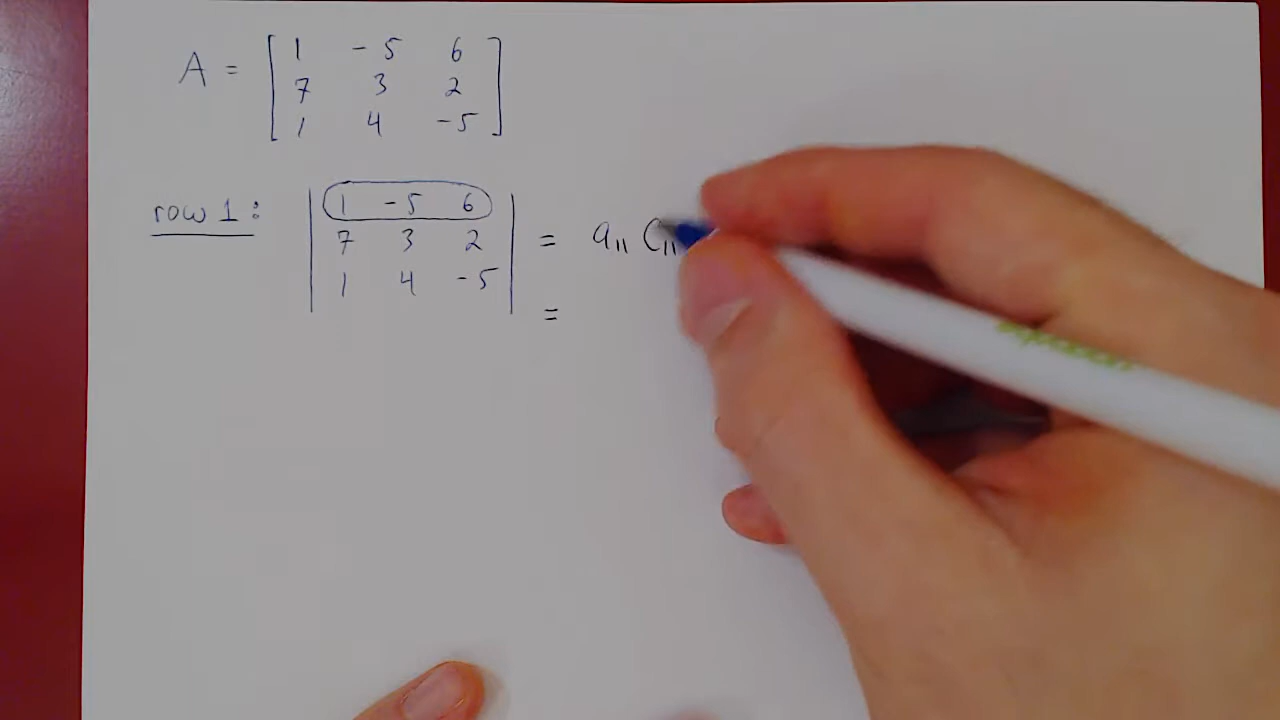 A = [ 1 -5 6
7 3 2
1 4 -5 ]
row 1: | 1 -5 6 |
7 3 2 = a₁₁ C₁₁
1 4 -5
=